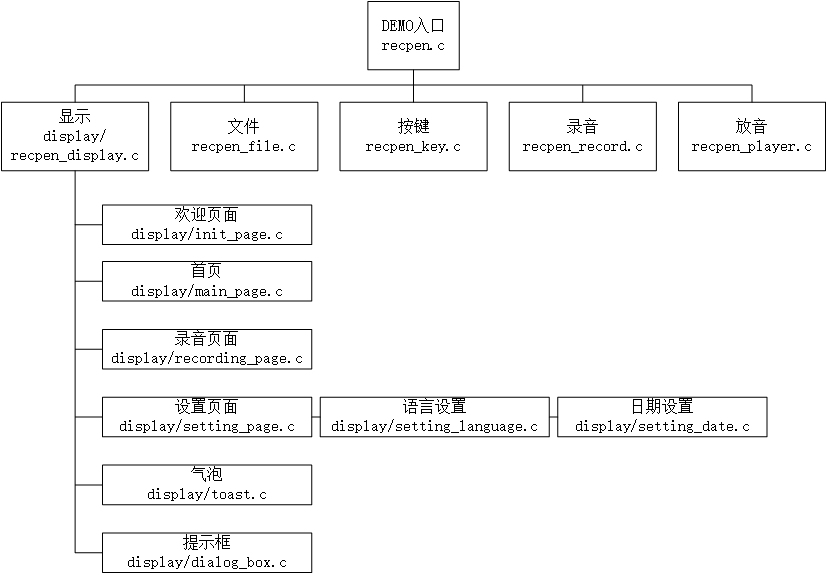 DEMO入口
recpen.c
显示
display/
recpen_display.c
文件
recpen_file.c
按键
recpen_key.c
录音
recpen_record.c
放音
recpen_player.c
欢迎页面
display/init_page.c
首页
display/main_page.c
录音页面
display/recording_page.c
设置页面
display/setting_page.c
语言设置
display/setting_language.c
日期设置
display/setting_date.c
气泡
display/toast.c
提示框
display/dialog_box.c